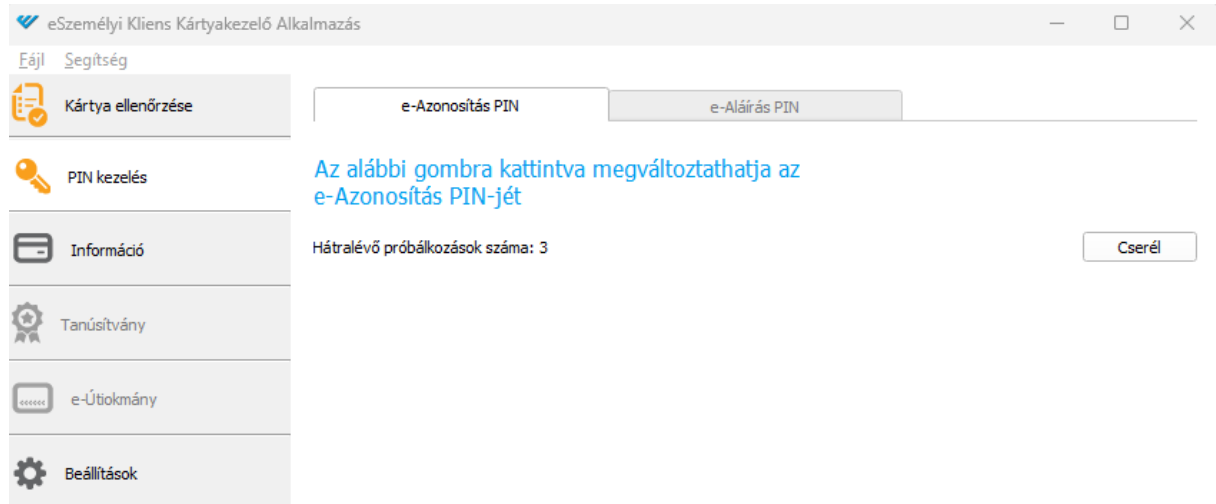 eSzemélyi Kliens Kártyakezelő Alkalmazás
Fájl Segítség
Kártya ellenőrzése
e-Azonosítás PIN
e-Aláírás PIN
PIN kezelés
Az alábbi gombra kattintva megváltoztathatja az
e-Azonosítás PIN-jét
Információ
Hátralévő próbálkozások száma: 3
Cserél
Tanúsítvány
e-Útiokmány
Beállítások